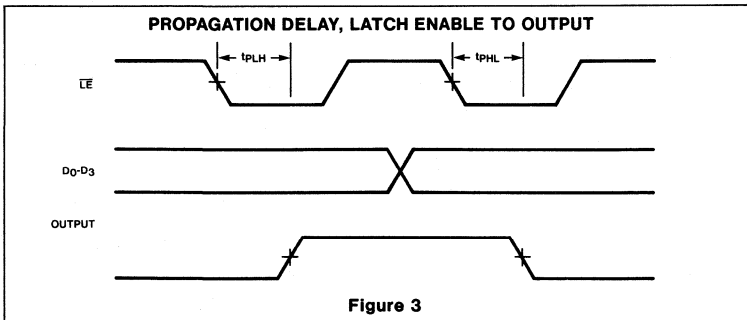 PROPAGATION DELAY, LATCH ENABLE TO OUTPUT
tPLH tPHL
LE
D0-D3
OUTPUT
Figure 3